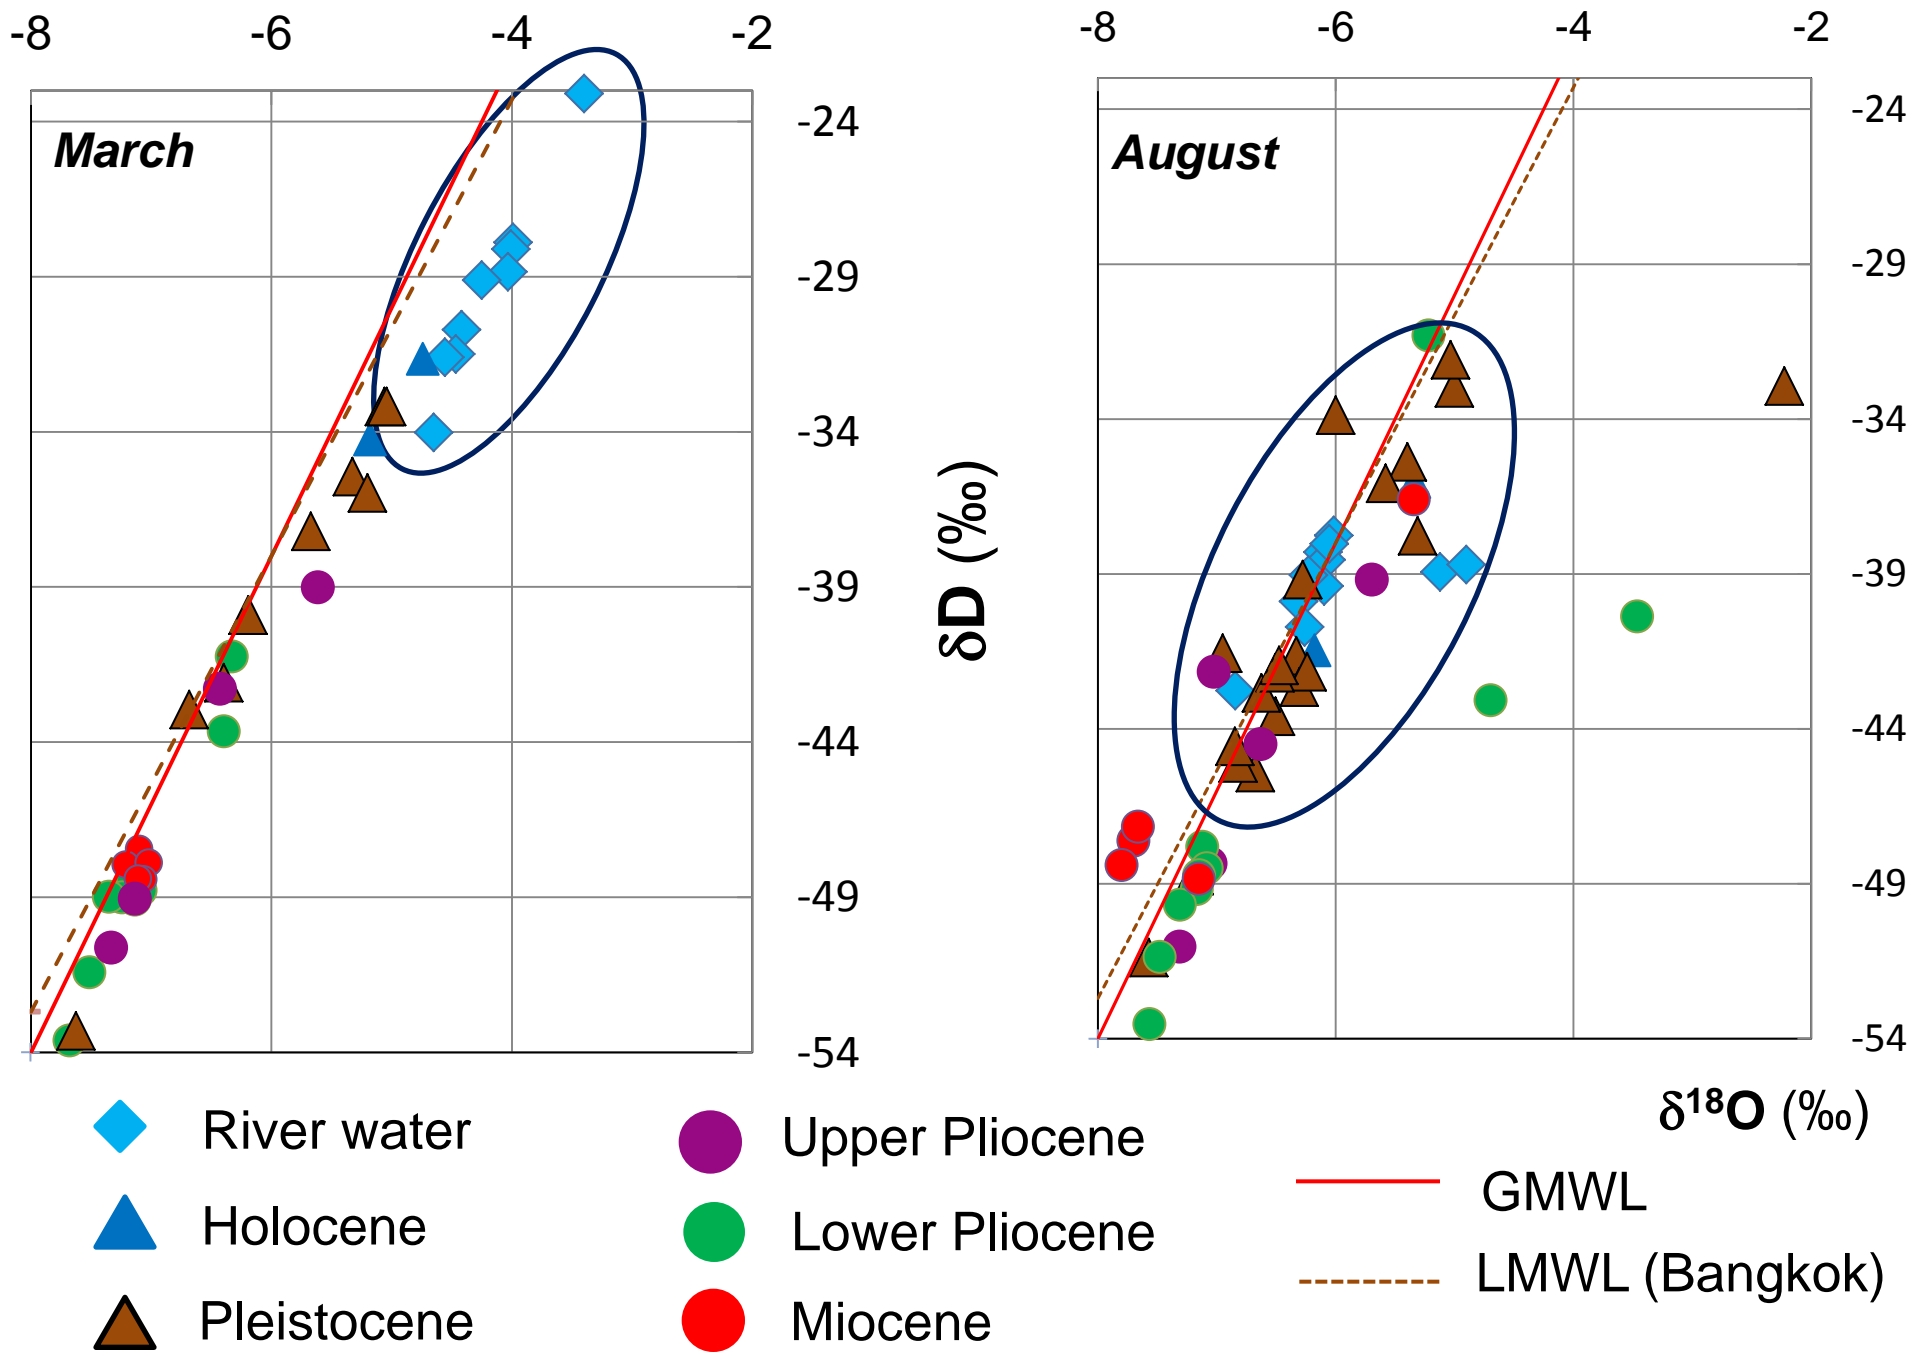 -8 -6 -4 -2
March
-24
-29
-34
-39
-44
-49
-54
δD (‰)
-8 -6 -4 -2
August
-24
-29
-34
-39
-44
-49
-54
δ¹⁸O (‰)
River water
Holocene
Pleistocene
Upper Pliocene
Lower Pliocene
Miocene
GMWL
LMWL (Bangkok)